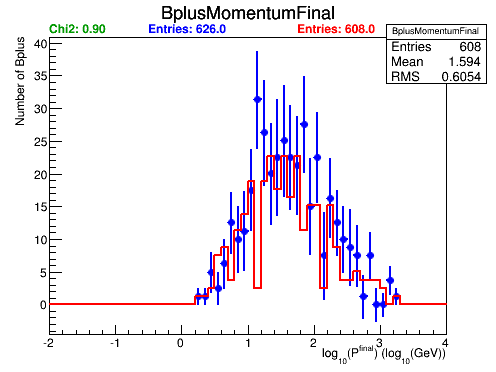 BplusMomentumFinal
Chi2: 0.90 Entries: 626.0 Entries: 608.0
BplusMomentumFinal
Entries 608
Mean 1.594
RMS 0.6054
Number of Bplus
40
35
30
25
20
15
10
5
0
-2 -1 0 1 2 3 4
log10(Pfinal) (log10(GeV))